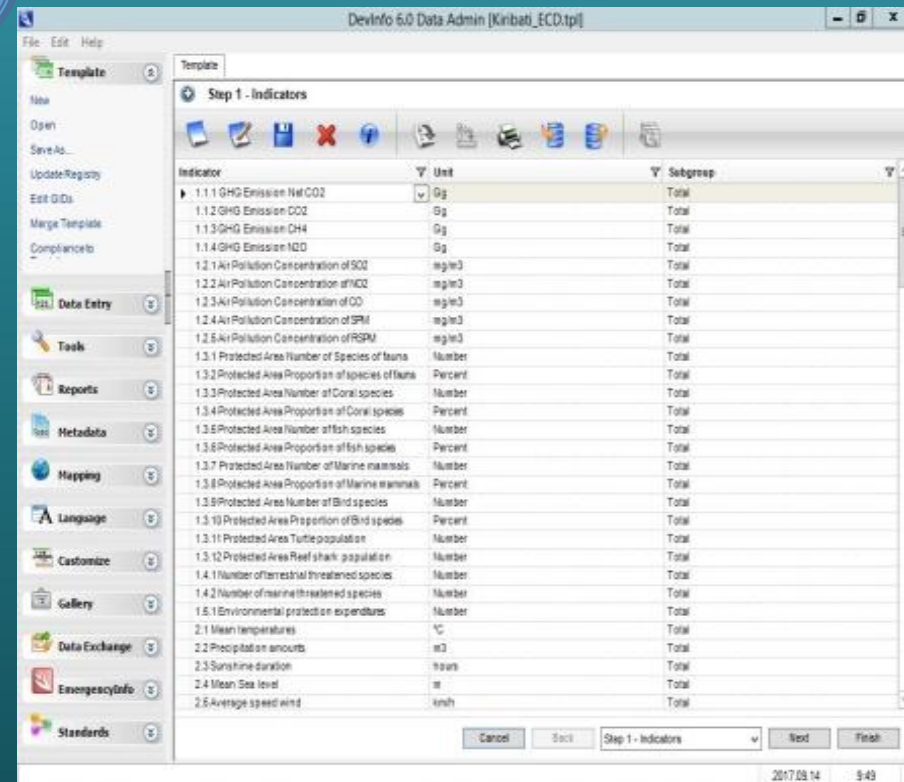 DevInfo 6.0 Data Admin [Kiribati_ECD.tpl]
File Edit Help
Template
New
Open
Save As...
Update Registry
Edit GIDs
Merge Template
Compliance to
Data Entry
Tools
Reports
Metadata
Mapping
Language
Customize
Gallery
Data Exchange
EmergencyInfo
Standards
Template
Step 1 - Indicators
Indicator Unit Subgroup
1.1.1 GHG Emission Net CO2 Gg Total
1.1.2 GHG Emission CO2 Gg Total
1.1.3 GHG Emission CH4 Gg Total
1.1.4 GHG Emission N2O Gg Total
1.2.1 Air Pollution Concentration of SO2 mg/m3 Total
1.2.2 Air Pollution Concentration of NO2 mg/m3 Total
1.2.3 Air Pollution Concentration of CO mg/m3 Total
1.2.4 Air Pollution Concentration of SPM mg/m3 Total
1.2.5 Air Pollution Concentration of RSPM mg/m3 Total
1.3.1 Protected Area Number of Species of fauna Number Total
1.3.2 Protected Area Proportion of species of fauna Percent Total
1.3.3 Protected Area Number of Coral species Number Total
1.3.4 Protected Area Proportion of Coral species Percent Total
1.3.5 Protected Area Number of fish species Number Total
1.3.6 Protected Area Proportion of fish species Percent Total
1.3.7 Protected Area Number of Marine mammals Number Total
1.3.8 Protected Area Proportion of Marine mammals Percent Total
1.3.9 Protected Area Number of Bird species Number Total
1.3.10 Protected Area Proportion of Bird species Percent Total
1.3.11 Protected Area Turtle population Number Total
1.3.12 Protected Area Reef shark population Number Total
1.4.1 Number of terrestrial threatened species Number Total
1.4.2 Number of marine threatened species Number Total
1.5.1 Environmental protection expenditures Number Total
2.1 Mean temperatures °C Total
2.2 Precipitation amounts m3 Total
2.3 Sunshine duration hours Total
2.4 Mean Sea level m Total
2.5 Average speed wind km/h Total
Cancel Back Step 1 - Indicators Next Finish
2017.09.14 9:49